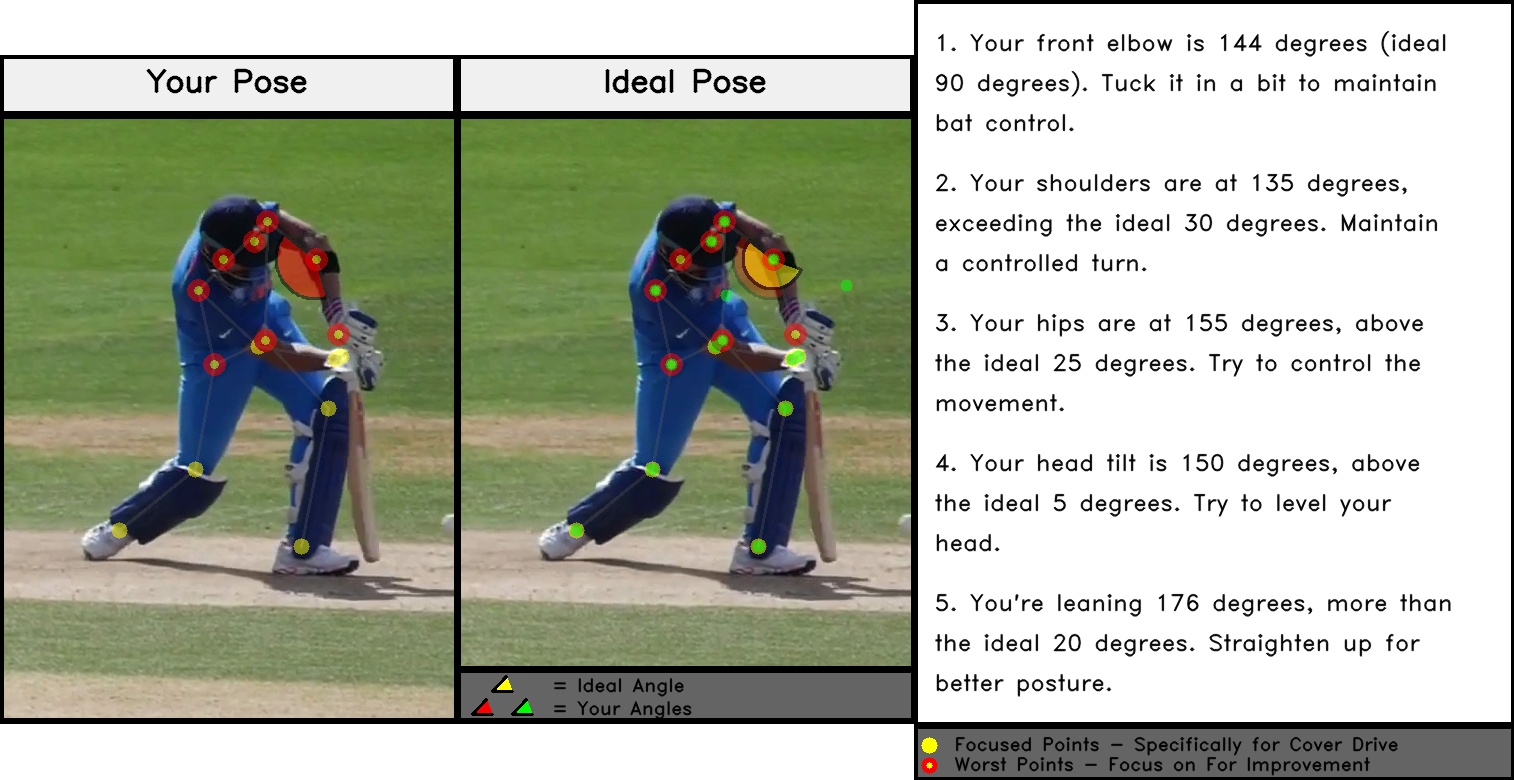 Your Pose
Ideal Pose
= Ideal Angle
= Your Angles
1. Your front elbow is 144 degrees (ideal
90 degrees). Tuck it in a bit to maintain
bat control.
2. Your shoulders are at 135 degrees,
exceeding the ideal 30 degrees. Maintain
a controlled turn.
3. Your hips are at 155 degrees, above
the ideal 25 degrees. Try to control the
movement.
4. Your head tilt is 150 degrees, above
the ideal 5 degrees. Try to level your
head.
5. You're leaning 176 degrees, more than
the ideal 20 degrees. Straighten up for
better posture.
Focused Points - Specifically for Cover Drive
Worst Points - Focus on For Improvement